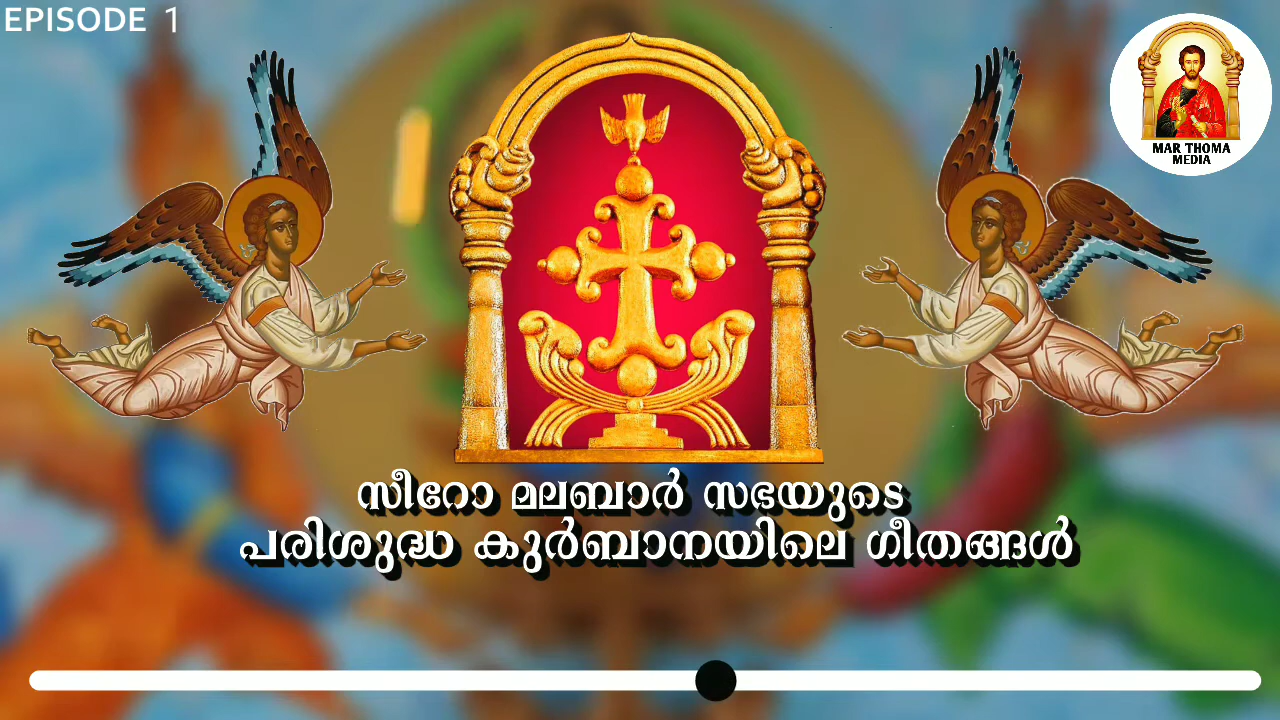 EPISODE 1
MAR THOMA
MEDIA
സീറോ മലബാർ സഭയുടെ
പരിശുദ്ധ കുർബാനയിലെ ഗീതങ്ങൾ